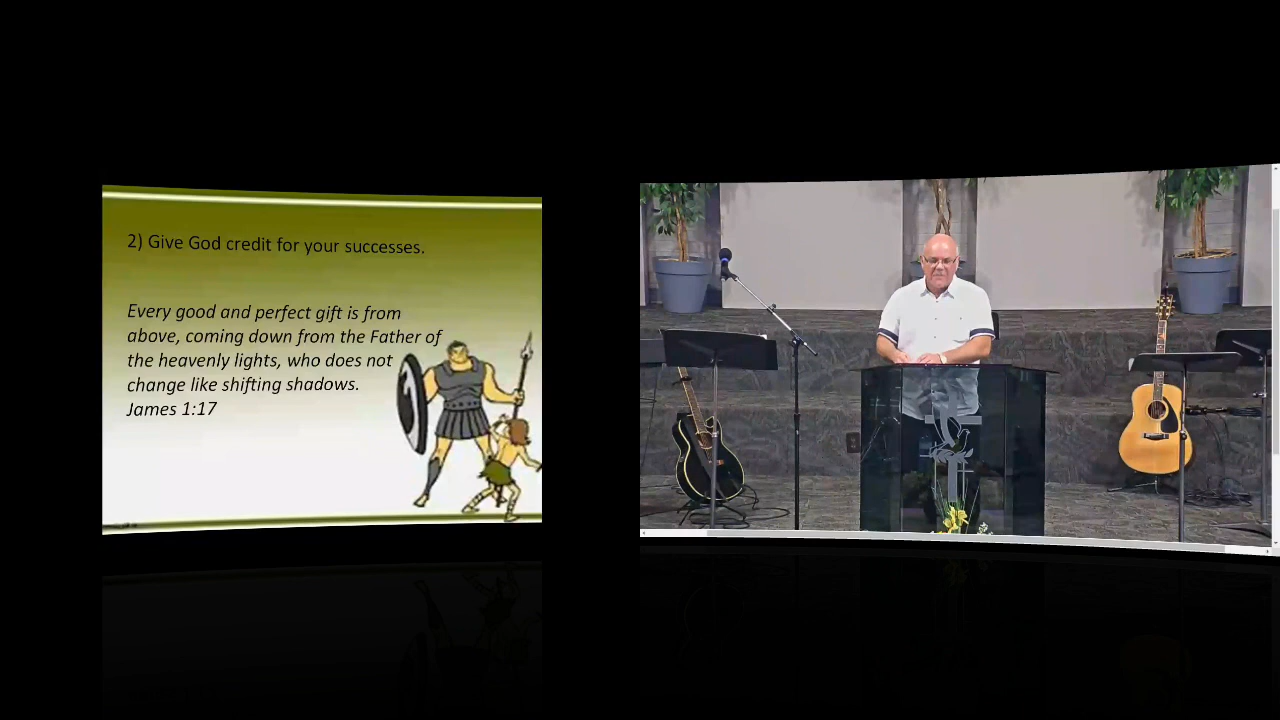 2) Give God credit for your successes.
Every good and perfect gift is from
above, coming down from the Father of
the heavenly lights, who does not
change like shifting shadows.
James 1:17